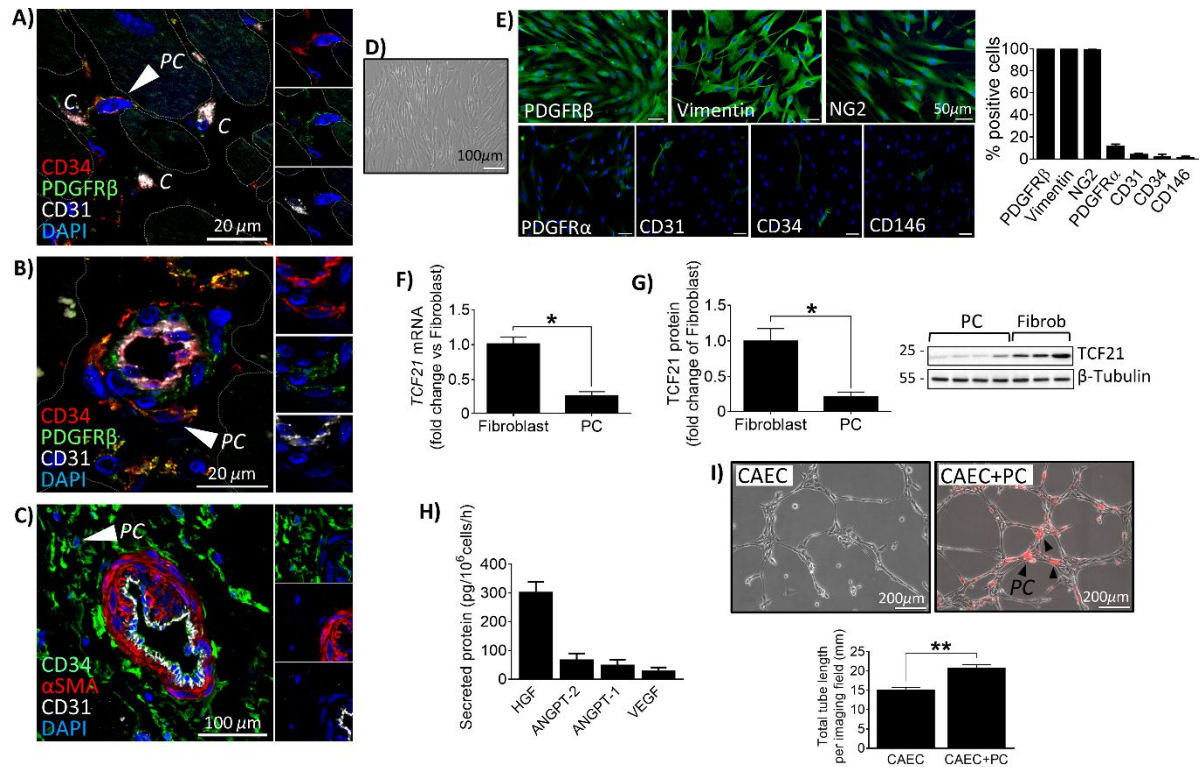 A)
PC
C
C
C
CD34
PDGFRβ
CD31
DAPI
20 μm
B)
CD34
PDGFRβ
CD31
DAPI
PC
20 μm
C)
PC
CD34
αSMA
CD31
DAPI
100 μm
D)
100μm
E)
PDGFRβ
Vimentin
NG2
50μm
PDGFRα
CD31
CD34
CD146
% positive cells
100
80
60
40
20
0
PDGFRβ
Vimentin
NG2
PDGFRα
CD31
CD34
CD146
F)
TCF21 mRNA
(fold change vs Fibroblast)
1.5
1.0
0.5
0
*
Fibroblast PC
G)
TCF21 protein
(fold change of Fibroblast)
1.5
1.0
0.5
0
*
Fibroblast PC
PC Fibrob
25 - TCF21
55 - β-Tubulin
H)
Secreted protein (pg/10⁶cells/h)
400
300
200
100
0
HGF
ANGPT-2
ANGPT-1
VEGF
I)
CAEC
200μm
CAEC+PC
PC
200μm
Total tube length
per imaging field (mm)
25
20
15
10
5
0
**
CAEC CAEC+PC